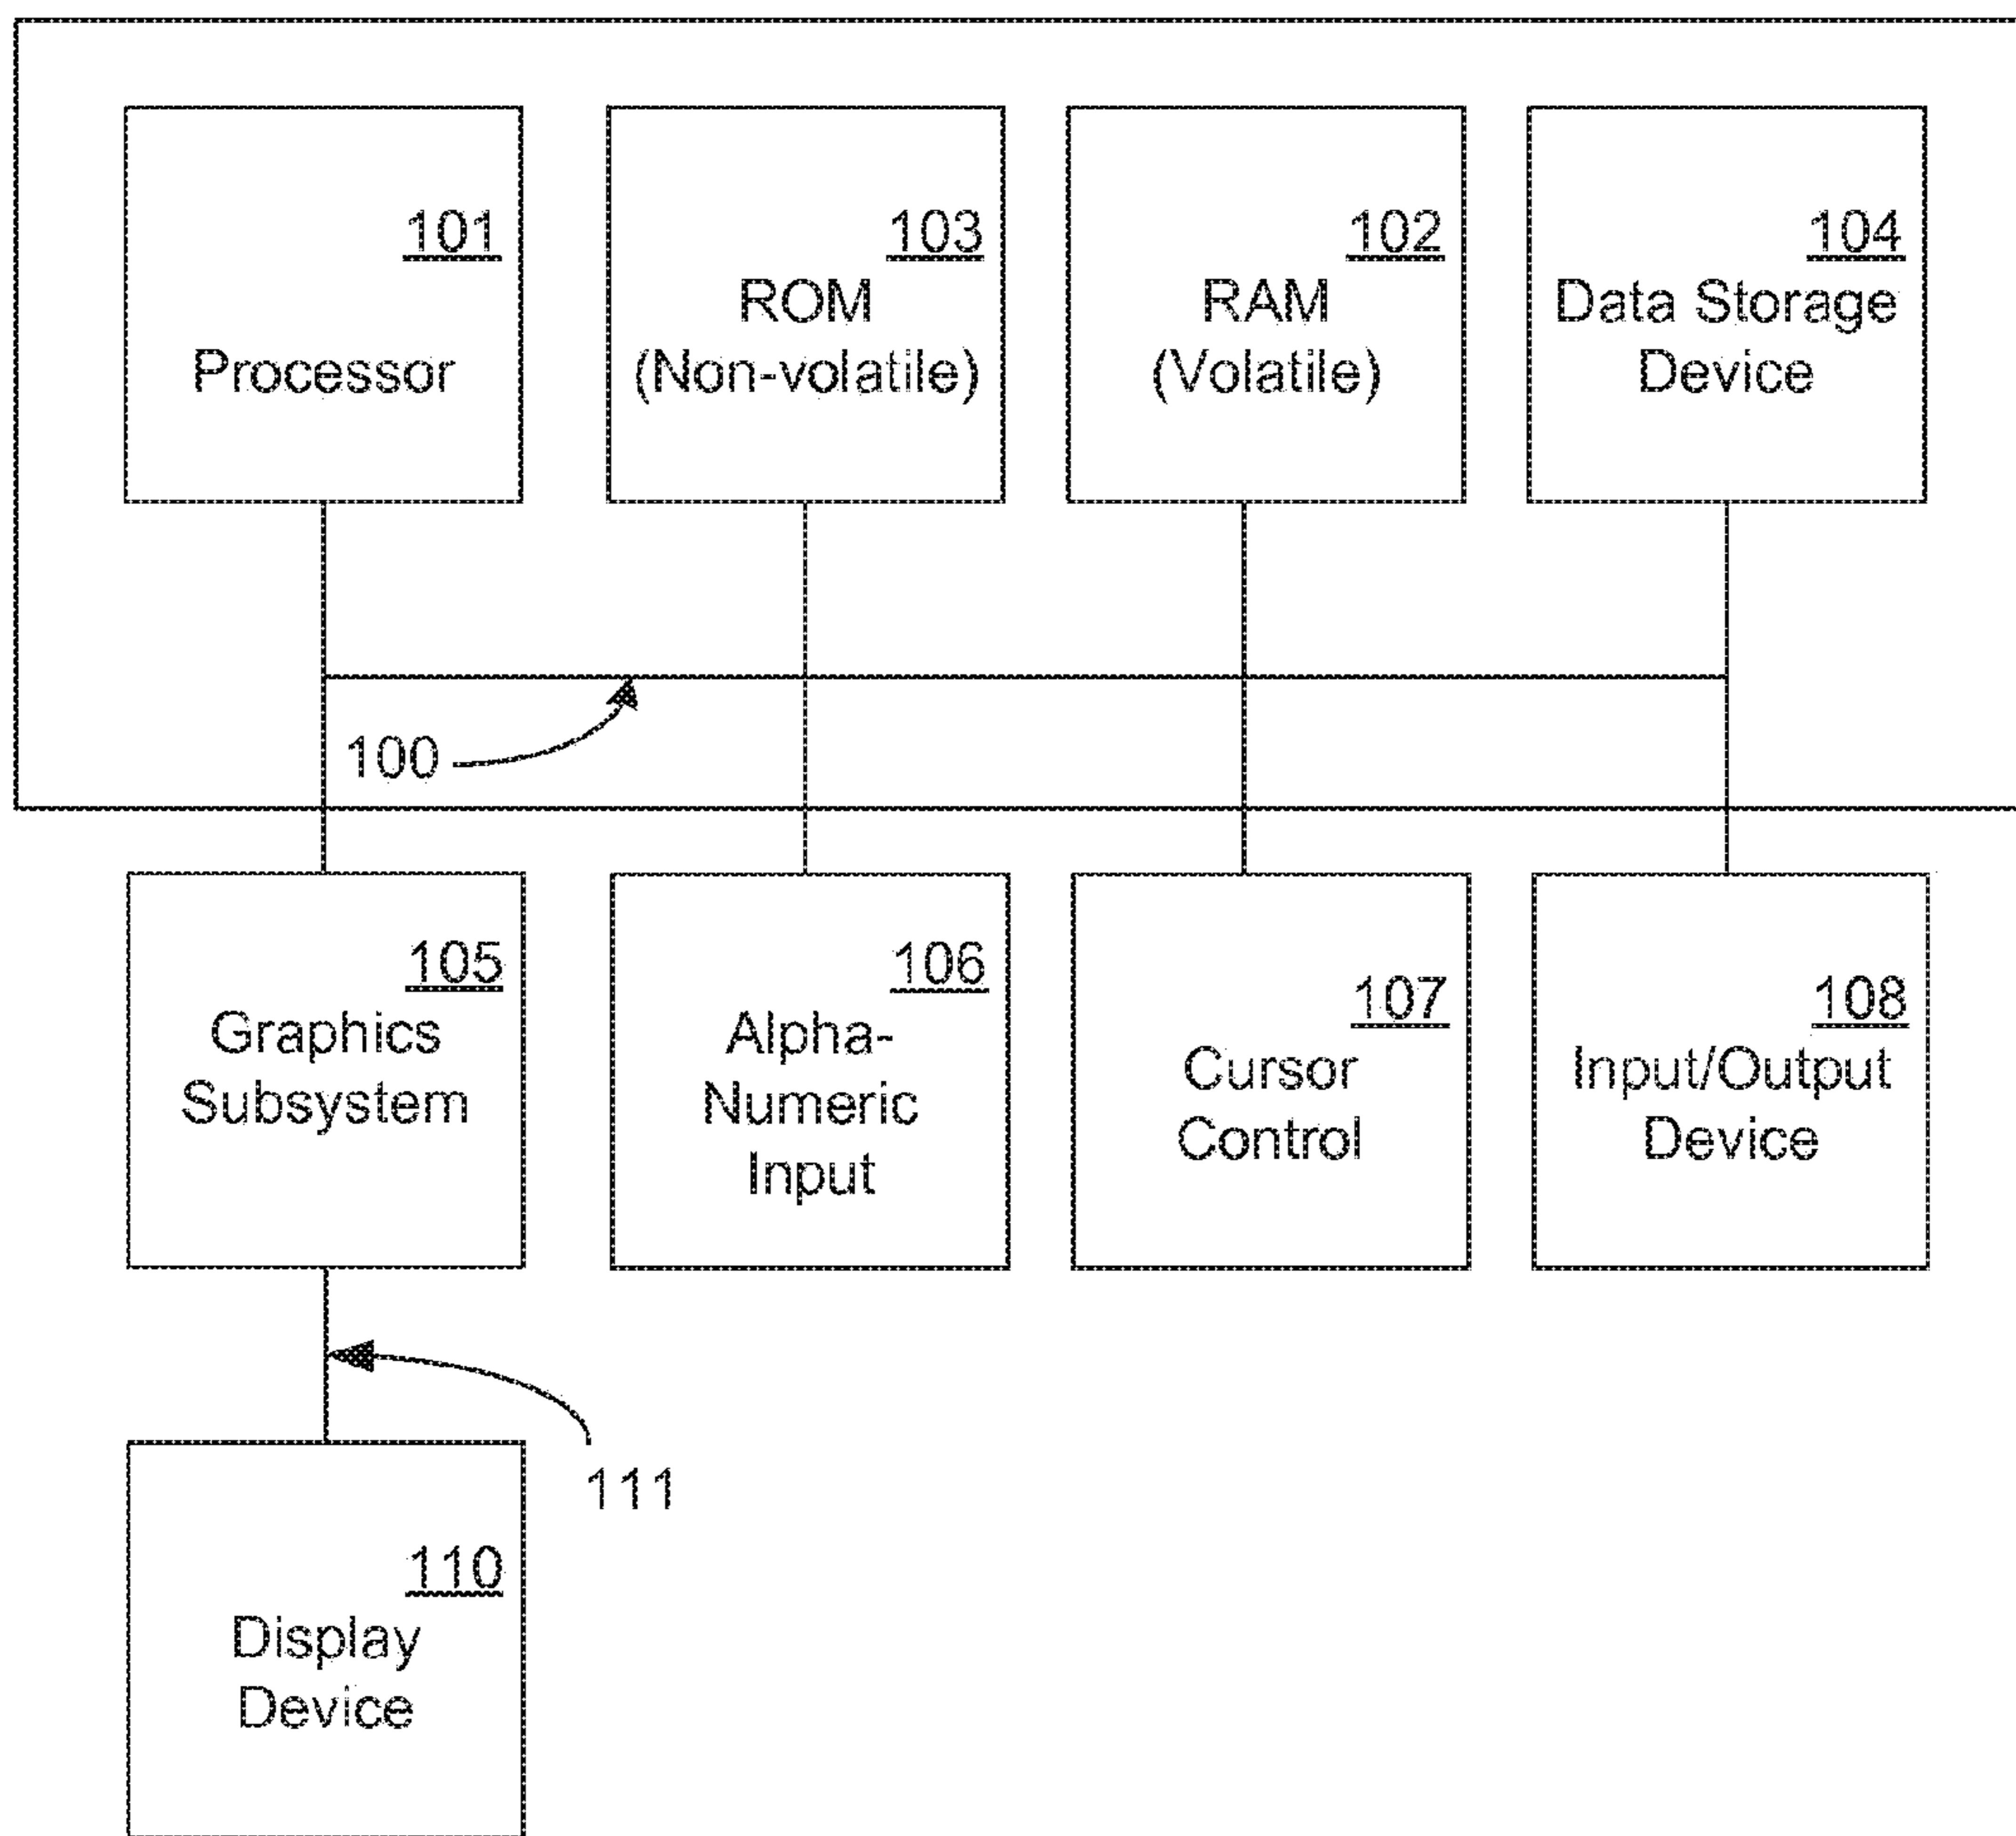 101
Processor
103
ROM
(Non-volatile)
102
RAM
(Volatile)
104
Data Storage
Device
100
105
Graphics
Subsystem
106
Alpha-
Numeric
Input
107
Cursor
Control
108
Input/Output
Device
111
110
Display
Device